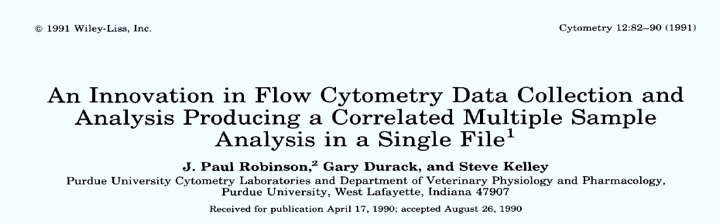 © 1991 Wiley-Liss, Inc.
Cytometry 12:82–90 (1991)
An Innovation in Flow Cytometry Data Collection and
Analysis Producing a Correlated Multiple Sample
Analysis in a Single File¹
J. Paul Robinson,² Gary Durack, and Steve Kelley
Purdue University Cytometry Laboratories and Department of Veterinary Physiology and Pharmacology,
Purdue University, West Lafayette, Indiana 47907
Received for publication April 17, 1990; accepted August 26, 1990